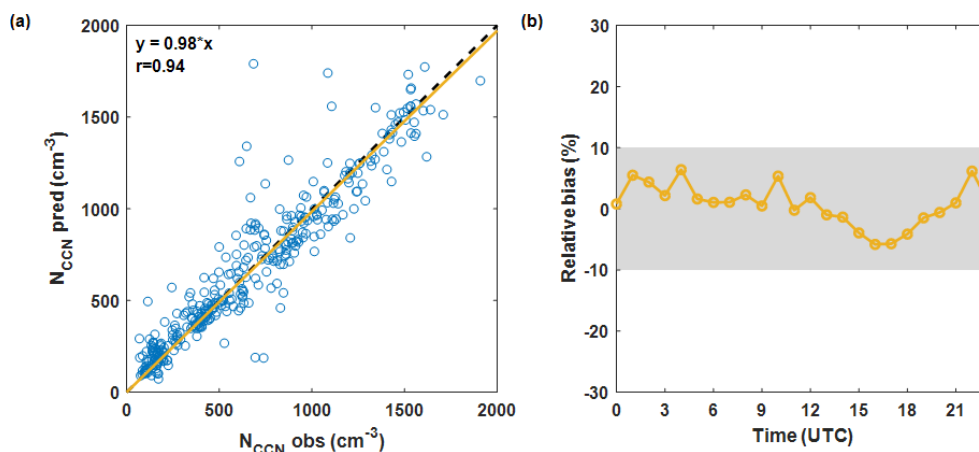 (a)
y = 0.98*x
r=0.94
2000
1500
1000
500
0
N_CCN pred (cm^-3)
0 500 1000 1500 2000
N_CCN obs (cm^-3)
(b)
30
20
10
0
-10
-20
-30
Relative bias (%)
0 3 6 9 12 15 18 21
Time (UTC)